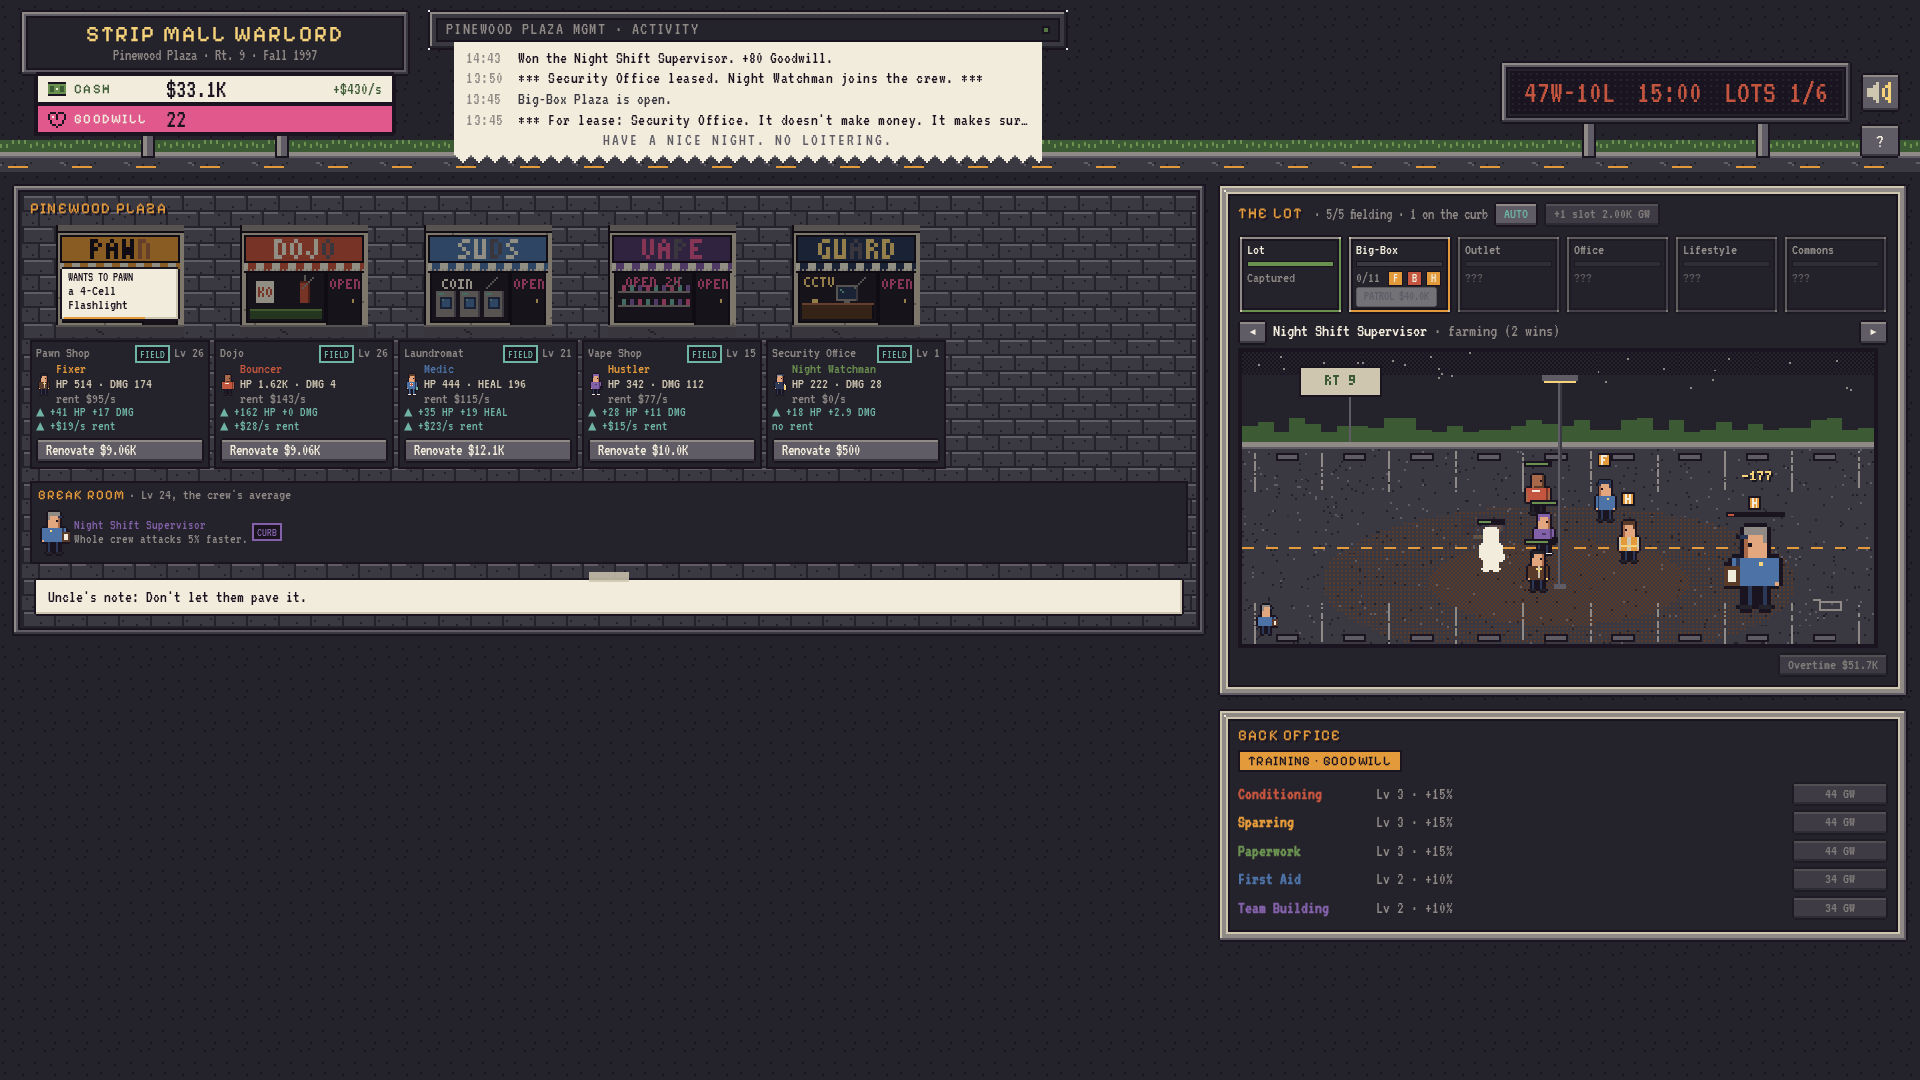 STRIP MALL WARLORD
Pinewood Plaza · Rt. 9 · Fall 1997
CASH $33.1K +$430/s
GOODWILL 22
PINEWOOD PLAZA MGMT · ACTIVITY
14:43 Won the Night Shift Supervisor. +80 Goodwill.
13:50 *** Security Office leased. Night Watchman joins the crew. ***
13:45 Big-Box Plaza is open.
13:45 *** For lease: Security Office. It doesn't make money. It makes sur…
HAVE A NICE NIGHT. NO LOITERING.
47W-10L 15:00 LOTS 1/6
?
PINEWOOD PLAZA
PAWN
DOJO
SUDS
VAPE
GUARD
WANTS TO PAWN
a 4-Cell
Flashlight
KO OPEN
COIN OPEN
OPEN 24 OPEN
CCTV OPEN
Pawn Shop FIELD Lv 26
Fixer
HP 514 · DMG 174
rent $95/s
▲ +41 HP +17 DMG
▲ +$19/s rent
Renovate $9.06K
Dojo FIELD Lv 26
Bouncer
HP 1.62K · DMG 4
rent $143/s
▲ +162 HP +0 DMG
▲ +$28/s rent
Renovate $9.06K
Laundromat FIELD Lv 21
Medic
HP 444 · HEAL 196
rent $115/s
▲ +35 HP +19 HEAL
▲ +$23/s rent
Renovate $12.1K
Vape Shop FIELD Lv 15
Hustler
HP 342 · DMG 112
rent $77/s
▲ +28 HP +11 DMG
▲ +$15/s rent
Renovate $10.0K
Security Office FIELD Lv 1
Night Watchman
HP 222 · DMG 28
rent $0/s
▲ +18 HP +2.9 DMG
no rent
Renovate $500
BREAK ROOM · Lv 24, the crew's average
Night Shift Supervisor
Whole crew attacks 5% faster.
CURB
Uncle's note: Don't let them pave it.
THE LOT · 5/5 fielding · 1 on the curb AUTO +1 slot 2.00K GW
Lot
Captured
Big-Box
0/11 F B H
PATROL $40.0K
Outlet
???
Office
???
Lifestyle
???
Commons
???
◄ Night Shift Supervisor · farming (2 wins) ►
RT 9
F
-177
H
H
Overtime $51.7K
BACK OFFICE
TRAINING · GOODWILL
Conditioning Lv 3 · +15% 44 GW
Sparring Lv 3 · +15% 44 GW
Paperwork Lv 3 · +15% 44 GW
First Aid Lv 2 · +10% 34 GW
Team Building Lv 2 · +10% 34 GW